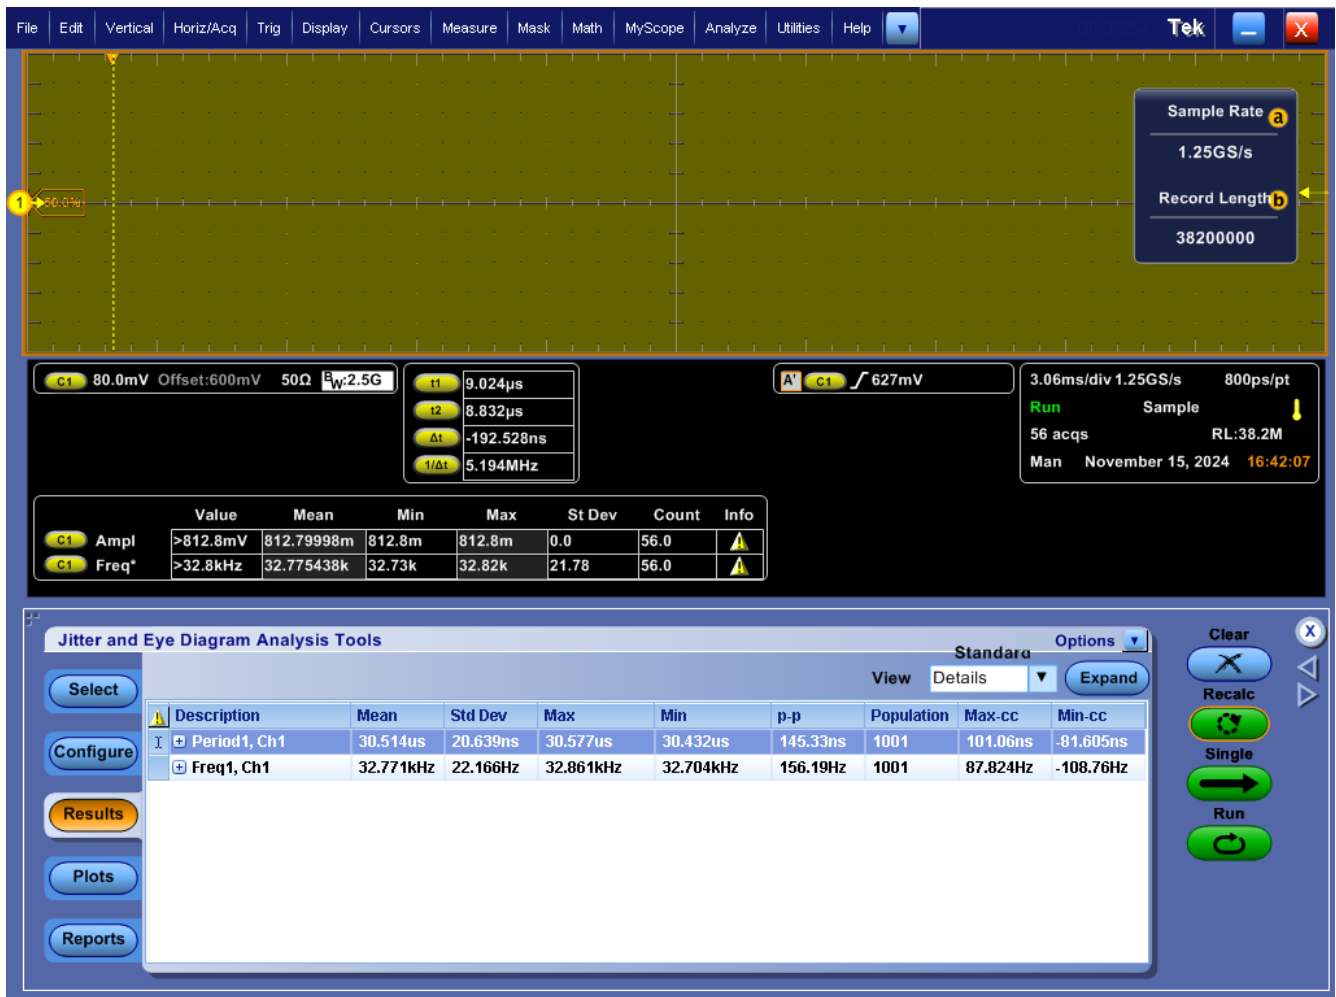 File Edit Vertical Horiz/Acq Trig Display Cursors Measure Mask Math MyScope Analyze Utilities Help Tek X
Sample Rate a
1.25GS/s
Record Length b
38200000
1 50.0%
C1 80.0mV Offset:600mV 50Ω BW:2.5G
t1 9.024µs
t2 8.832µs
Δt -192.528ns
1/Δt 5.194MHz
A' C1 627mV
3.06ms/div 1.25GS/s 800ps/pt
Run Sample
56 acqs RL:38.2M
Man November 15, 2024 16:42:07
Value Mean Min Max St Dev Count Info
C1 Ampl >812.8mV 812.79998m 812.8m 812.8m 0.0 56.0
C1 Freq* >32.8kHz 32.775438k 32.73k 32.82k 21.78 56.0
Jitter and Eye Diagram Analysis Tools
Options
Clear
X
Select
Configure
Results
Plots
Reports
Standard
View Details Expand
Description Mean Std Dev Max Min p-p Population Max-cc Min-cc
Period1, Ch1 30.514us 20.639ns 30.577us 30.432us 145.33ns 1001 101.06ns -81.605ns
Freq1, Ch1 32.771kHz 22.166Hz 32.861kHz 32.704kHz 156.19Hz 1001 87.824Hz -108.76Hz
Recalc
Single
Run